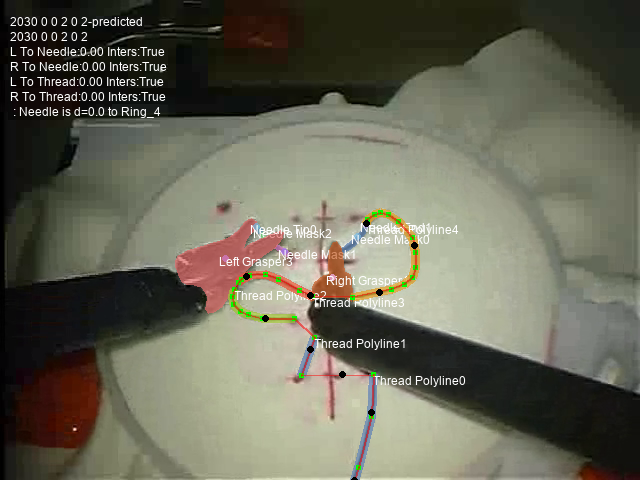 2030 0 0 2 0 2-predicted
2030 0 0 2 0 2
L To Needle:0.00 Inters:True
R To Needle:0.00 Inters:True
L To Thread:0.00 Inters:True
R To Thread:0.00 Inters:True
: Needle is d=0.0 to Ring_4
Needle Tip0
Needle Mask2
Thread Polyline4
Needle Mask0
Needle Mask1
Left Grasper3
Right Grasper
Thread Polyline3
Thread Polyline1
Thread Polyline0